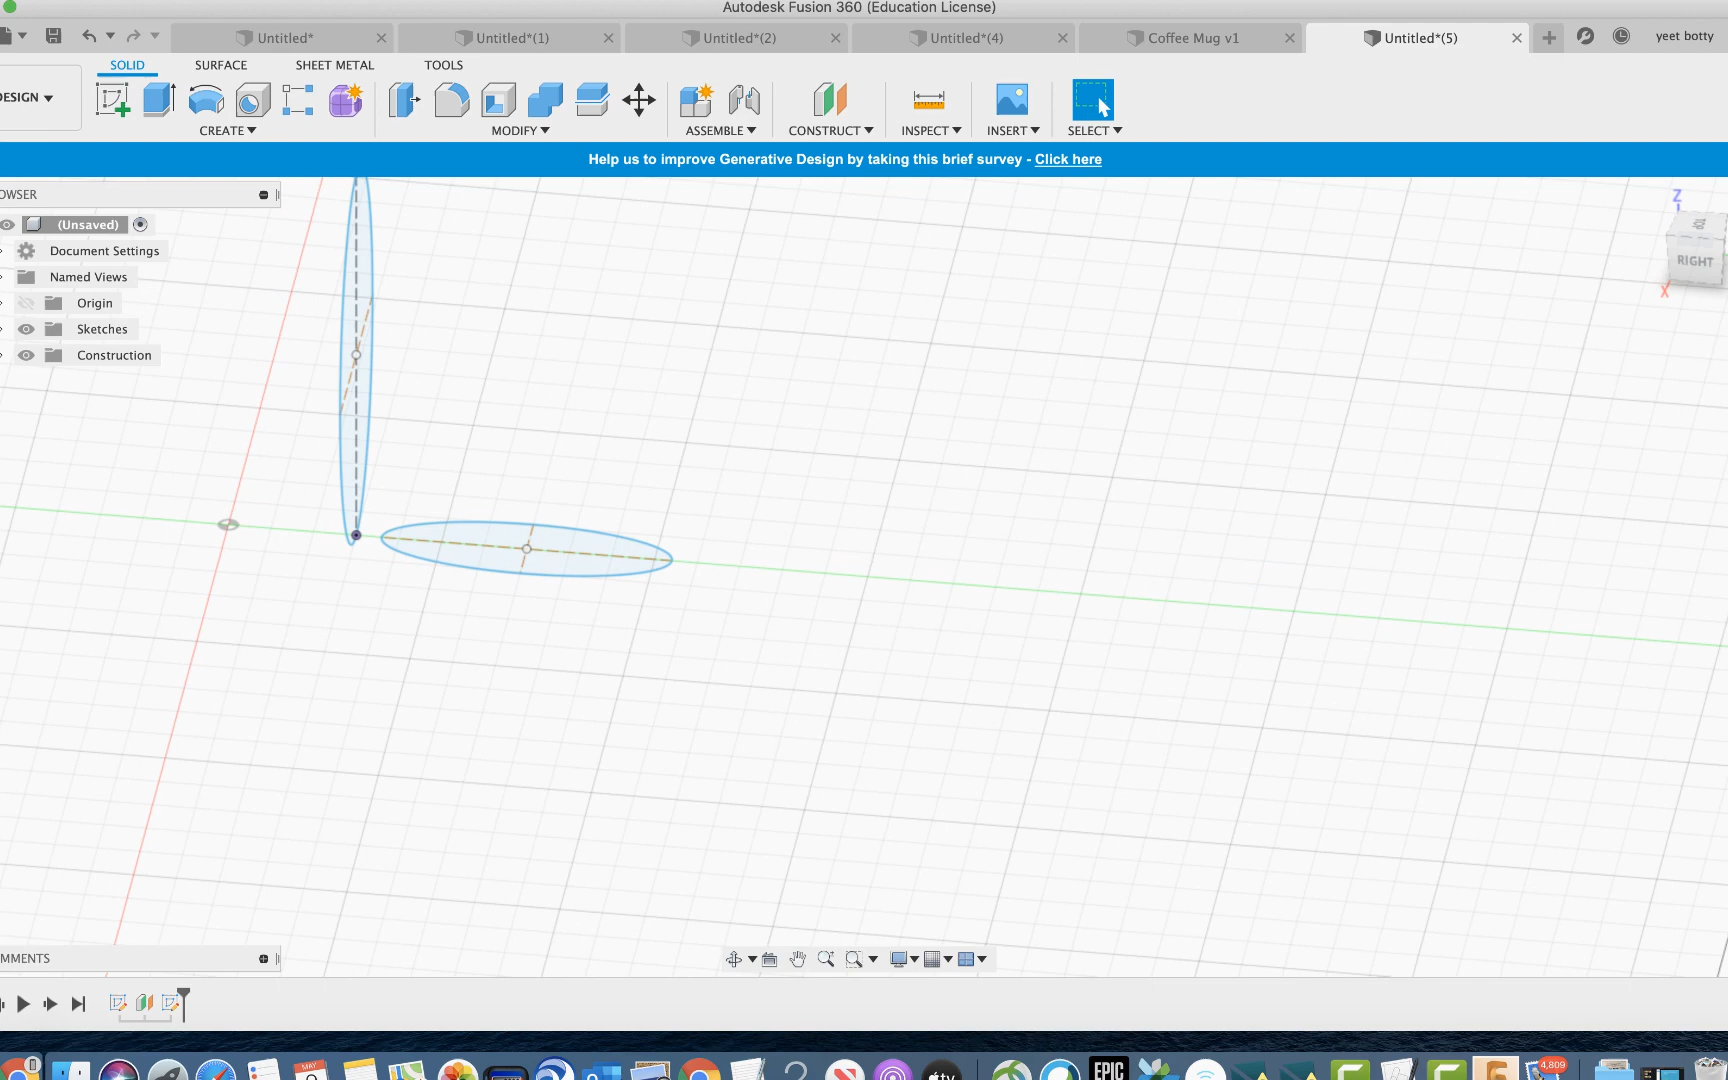 Autodesk Fusion 360 (Education License)
Untitled*
Untitled*(1)
Untitled*(2)
Untitled*(4)
Coffee Mug v1
Untitled*(5)
yeet botty
SOLID
SURFACE
SHEET METAL
TOOLS
ESIGN
CREATE
MODIFY
ASSEMBLE
CONSTRUCT
INSPECT
INSERT
SELECT
Help us to improve Generative Design by taking this brief survey - Click here
OWSER
(Unsaved)
Document Settings
Named Views
Origin
Sketches
Construction
Z
RIGHT
X
MMENTS
MAY
tv
EPIC
4,809